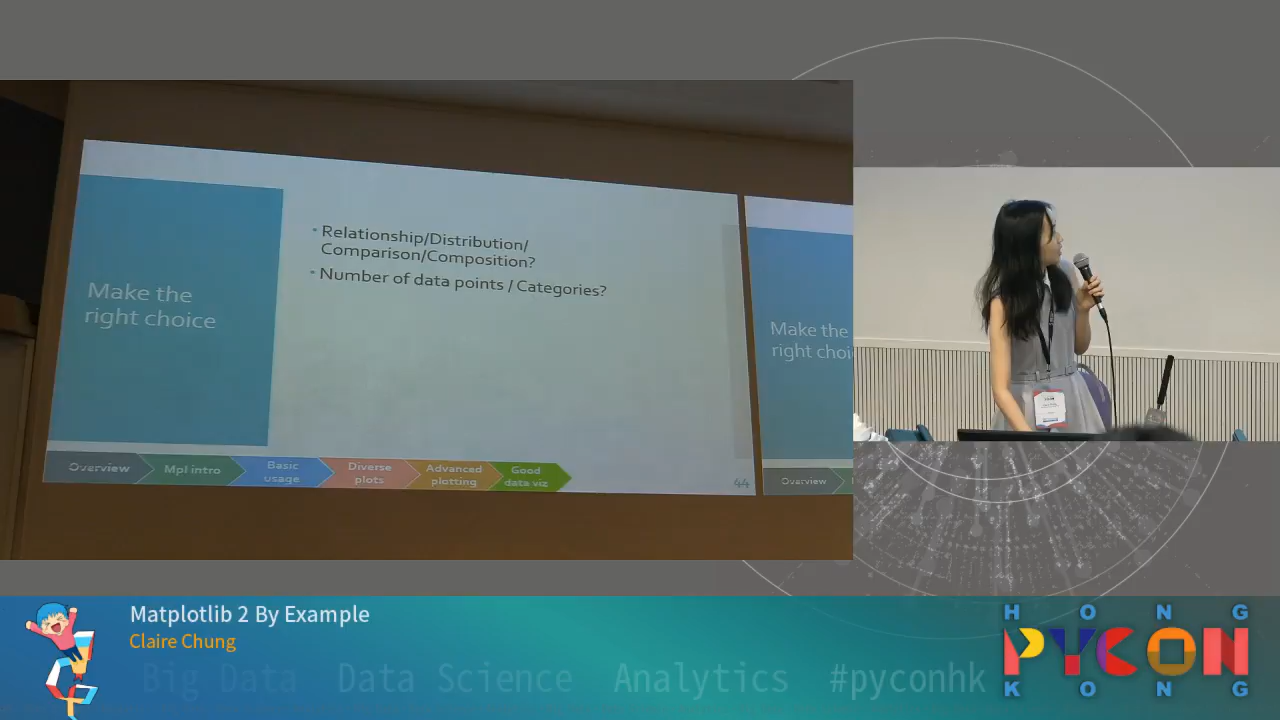 Make the
right choice
• Relationship/Distribution/
Comparison/Composition?
• Number of data points / Categories?
Overview
Mpl intro
Basic
usage
Diverse
plots
Advanced
plotting
Good
data viz
44
Make the
right choi
Overview
Matplotlib 2 By Example
Claire Chung
Big Data Data Science Analytics #pyconhk
HONG
PYCON
KONG